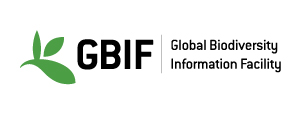 GBIF
Global Biodiversity
Information Facility